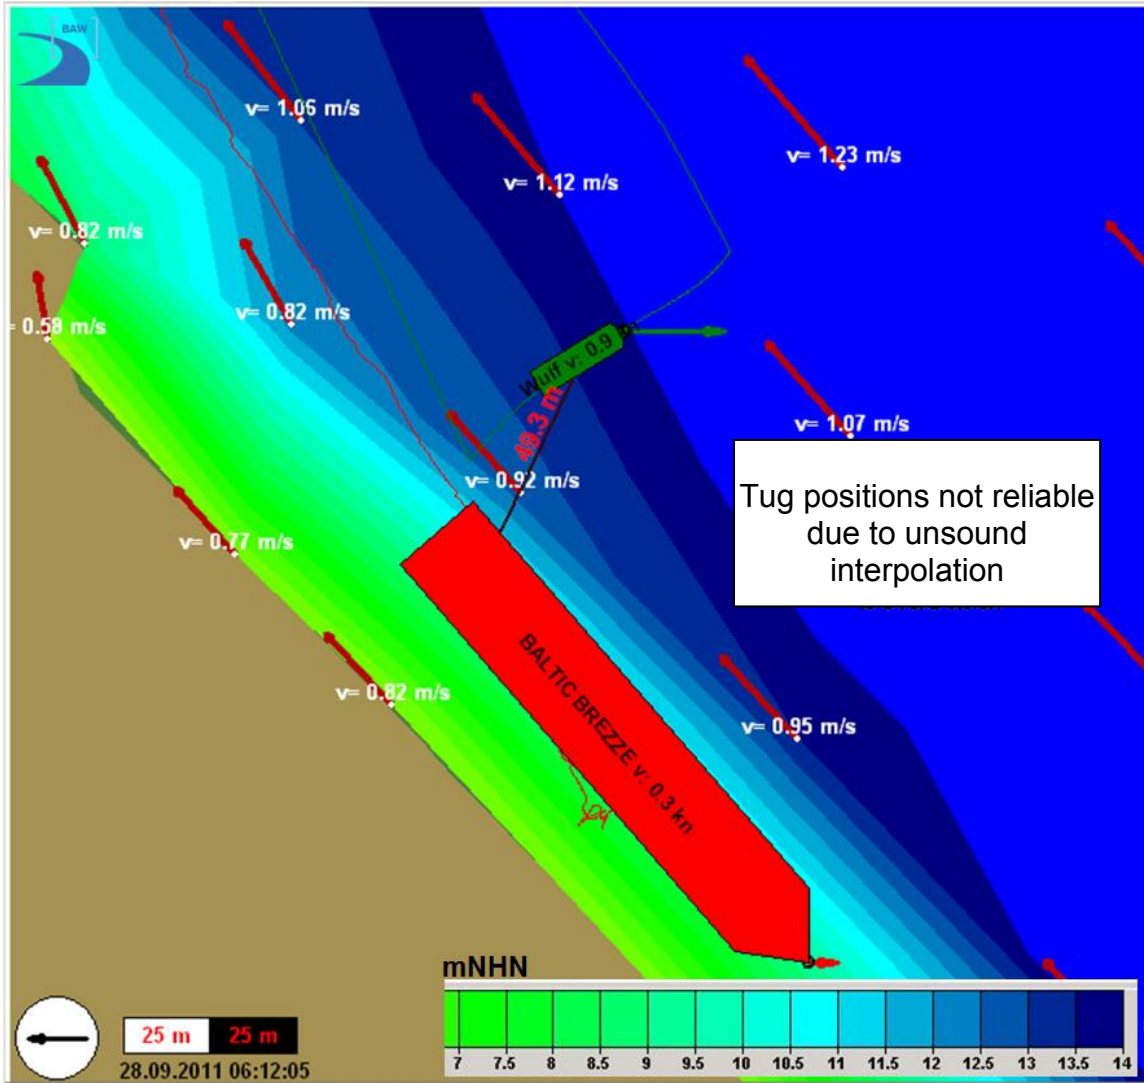 BAW
v= 1.06 m/s
v= 1.23 m/s
v= 1.12 m/s
v= 0.82 m/s
v= 0.82 m/s
= 0.58 m/s
Wulf v: 0.9
49.3 m
v= 1.07 m/s
v= 0.92 m/s
Tug positions not reliable
due to unsound
interpolation
v= 0.77 m/s
BALTIC BREZZE v: 0.3 kn
v= 0.82 m/s
v= 0.95 m/s
mNHN
7 7.5 8 8.5 9 9.5 10 10.5 11 11.5 12 12.5 13 13.5 14
25 m 25 m
28.09.2011 06:12:05